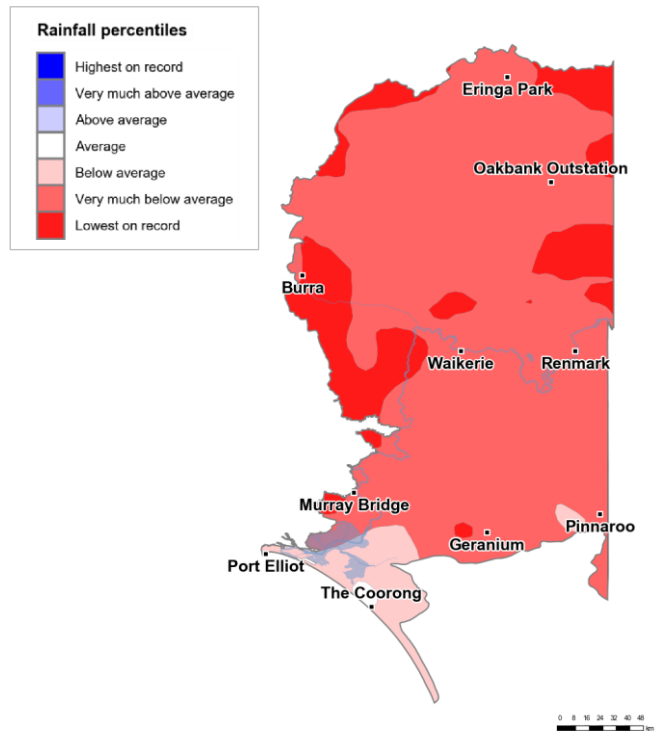 Rainfall percentiles
Highest on record
Very much above average
Above average
Average
Below average
Very much below average
Lowest on record
Eringa Park
Oakbank Outstation
Burra
Waikerie
Renmark
Murray Bridge
Pinnaroo
Geranium
Port Elliot
The Coorong
0 8 16 24 32 40 48
km